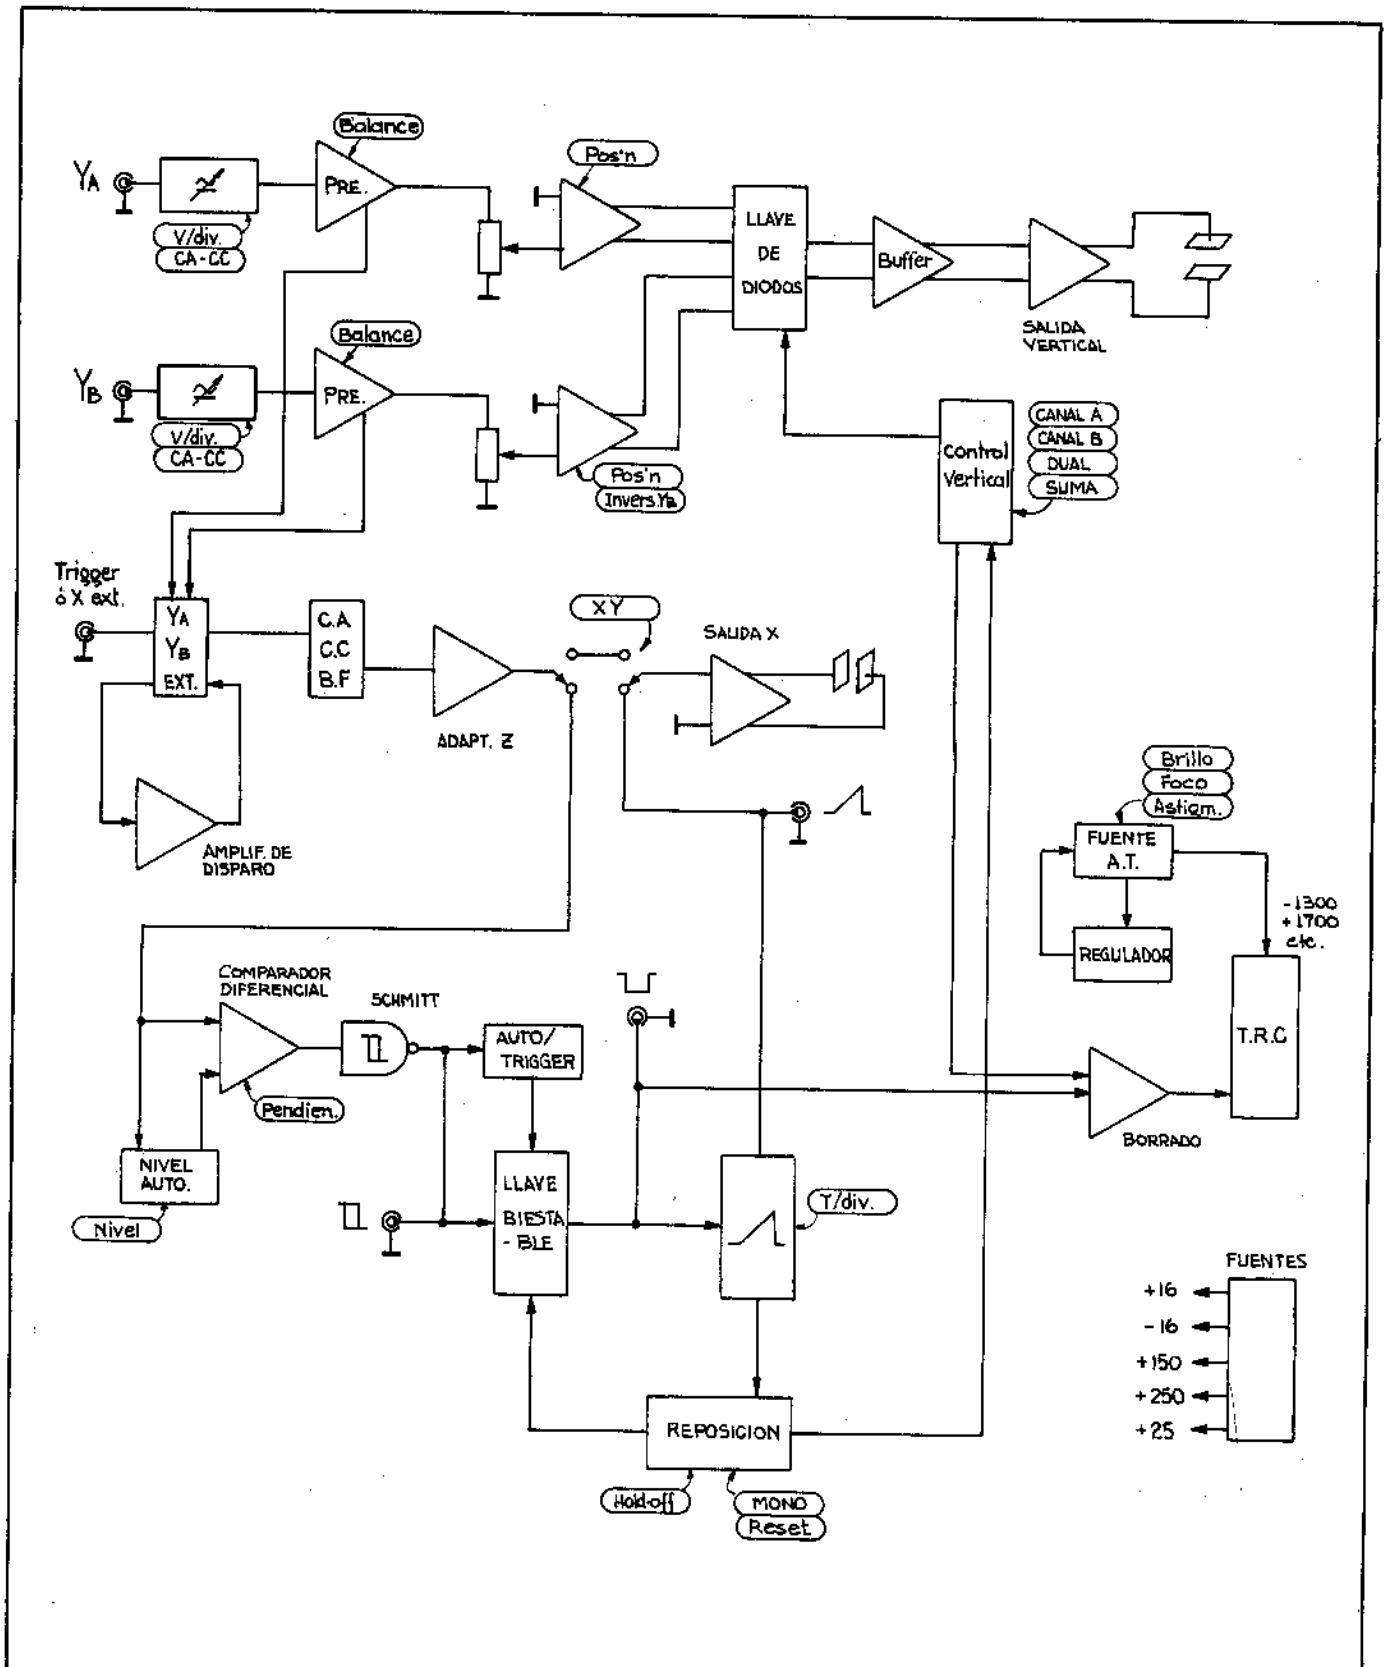 Balance
YA
PRE.
V/div.
CA-CC
Pos'n
LLAVE
DE
DIODOS
Buffer
SALIDA
VERTICAL
Balance
YB
PRE.
V/div.
CA-CC
Pos'n
Invers.YB
Control
Vertical
CANAL A
CANAL B
DUAL
SUMA
Trigger
ó X ext.
YA
YB
EXT.
C.A
C.C
B.F
ADAPT. Z
XY
SALIDA X
AMPLIF. DE
DISPARO
Brillo
Foco
Astigm.
FUENTE
A.T.
REGULADOR
-1300
+1700
etc.
T.R.C
BORRADO
COMPARADOR
DIFERENCIAL
SCHMITT
AUTO/
TRIGGER
Pendien.
NIVEL
AUTO.
Nivel
LLAVE
BIESTA
-BLE
T/div.
REPOSICION
Hold-off
MONO
Reset
FUENTES
+16
-16
+150
+250
+25